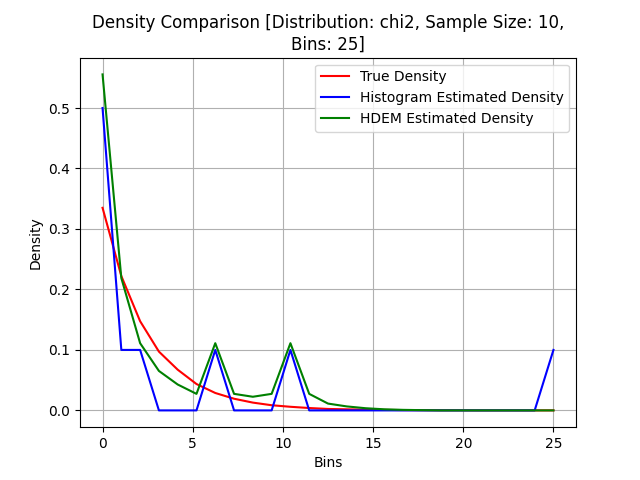 Density Comparison [Distribution: chi2, Sample Size: 10,
Bins: 25]
True Density
Histogram Estimated Density
HDEM Estimated Density
Density
0.5
0.4
0.3
0.2
0.1
0.0
0 5 10 15 20 25
Bins